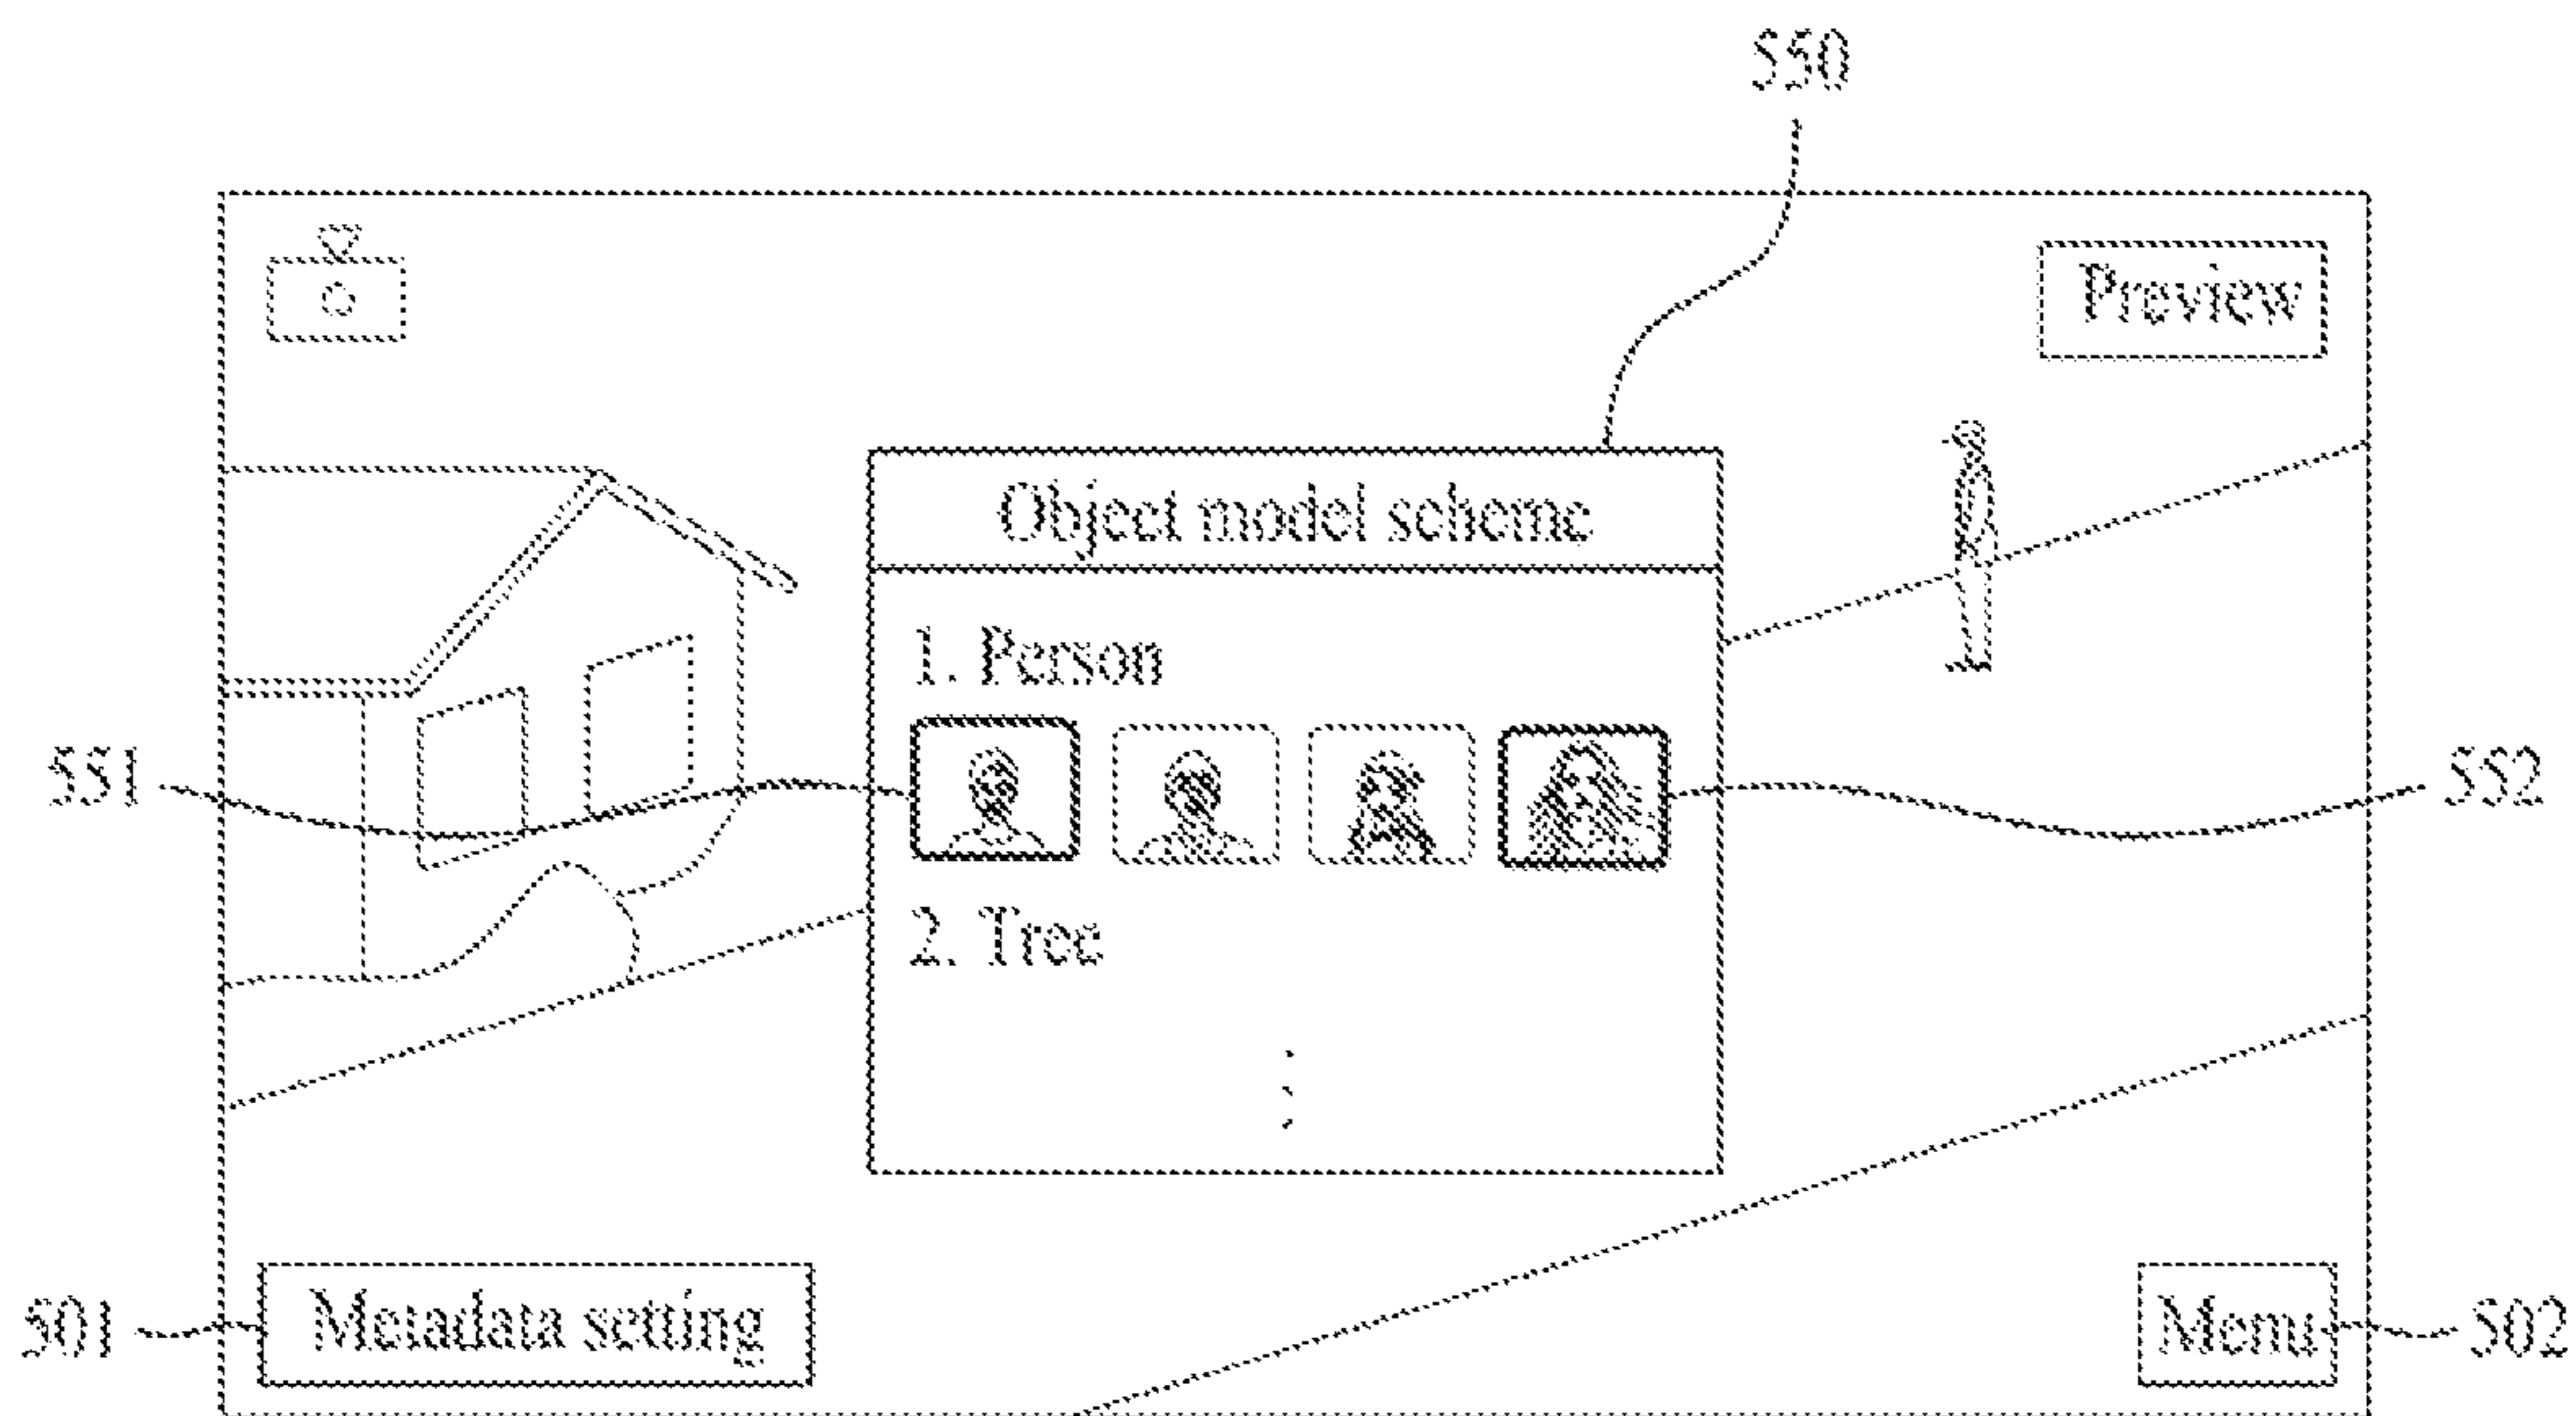 550
Preview
Object model scheme
1. Person
551
552
2. Tree
501
Metadata setting
Menu
502